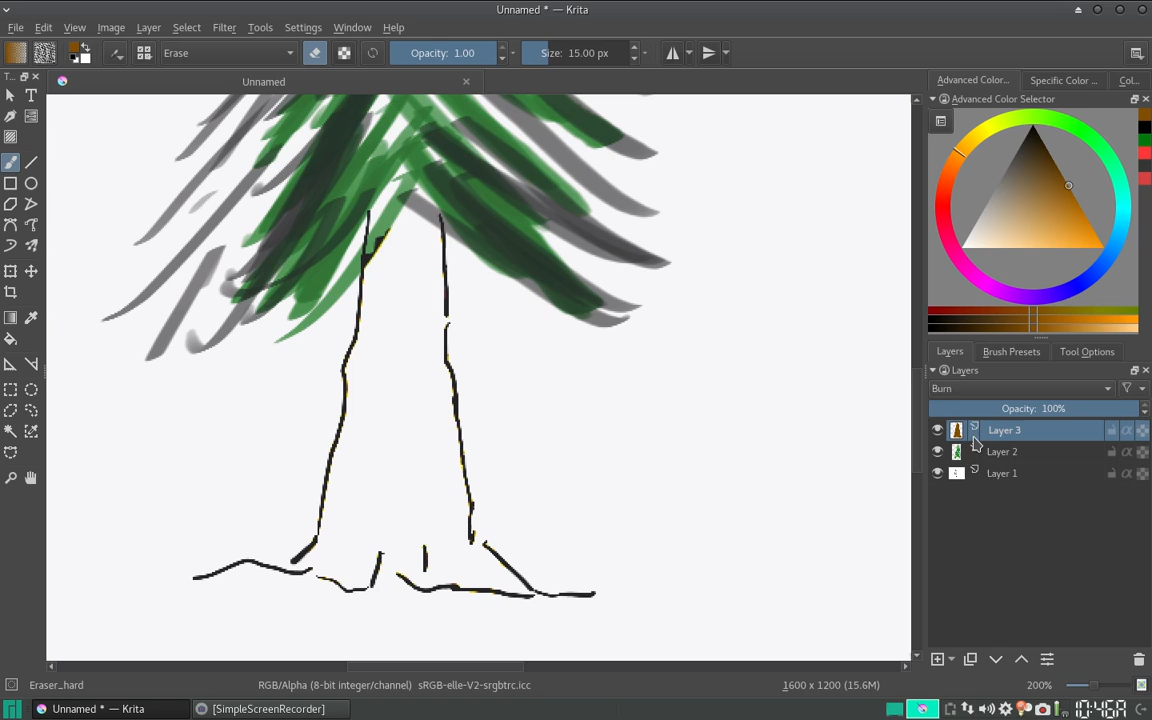 Unnamed * — Krita
File Edit View Image Layer Select Filter Tools Settings Window Help
Erase Opacity: 1.00 Size: 15.00 px
T... Unnamed Advanced Color... Specific Color ... Col...
Advanced Color Selector
Layers Brush Presets Tool Options
Layers
Burn
Opacity: 100%
Layer 3
Layer 2
Layer 1
Eraser_hard RGB/Alpha (8-bit integer/channel) sRGB-elle-V2-srgbtrc.icc 1600 x 1200 (15.6M) 200%
Unnamed * — Krita [SimpleScreenRecorder]